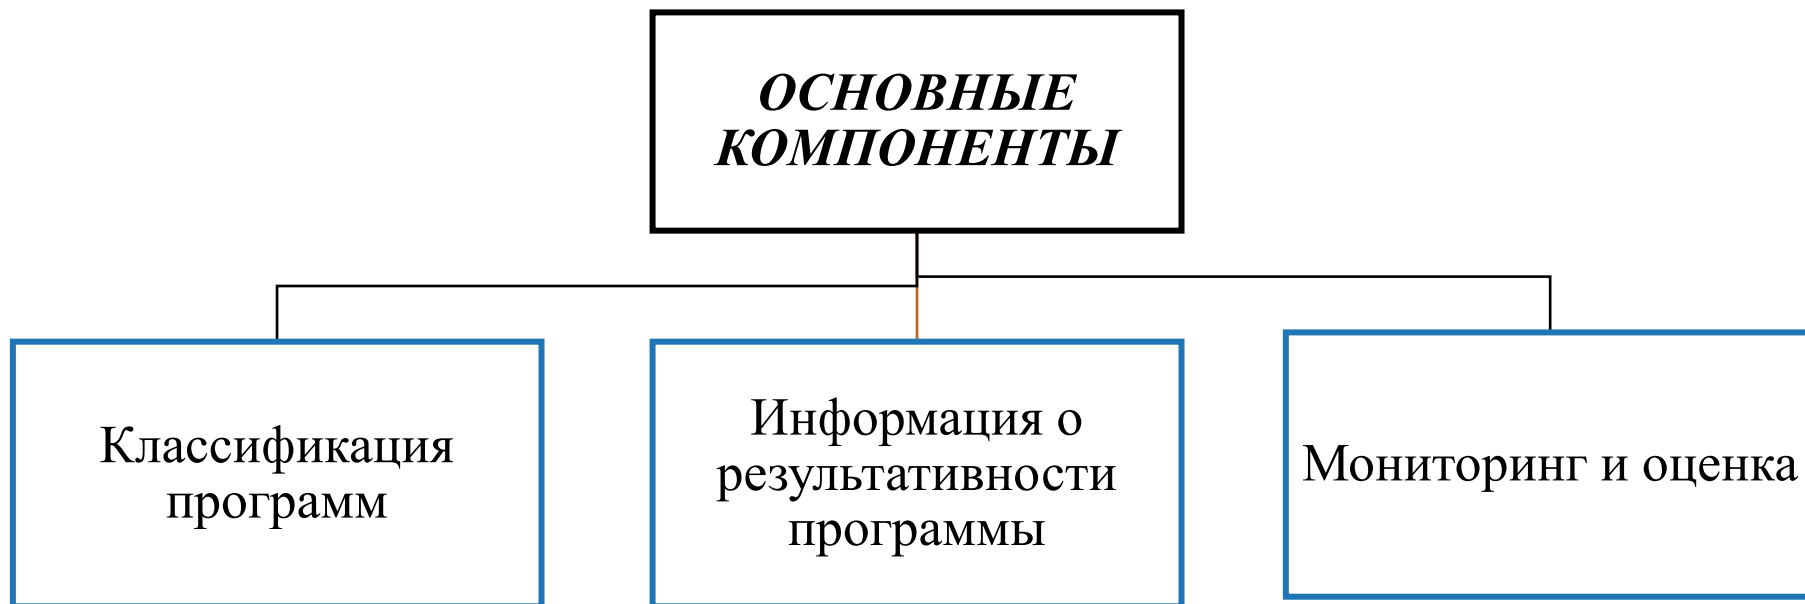 ОСНОВНЫЕ
КОМПОНЕНТЫ
Классификация
программ
Информация о
результативности
программы
Мониторинг и оценка